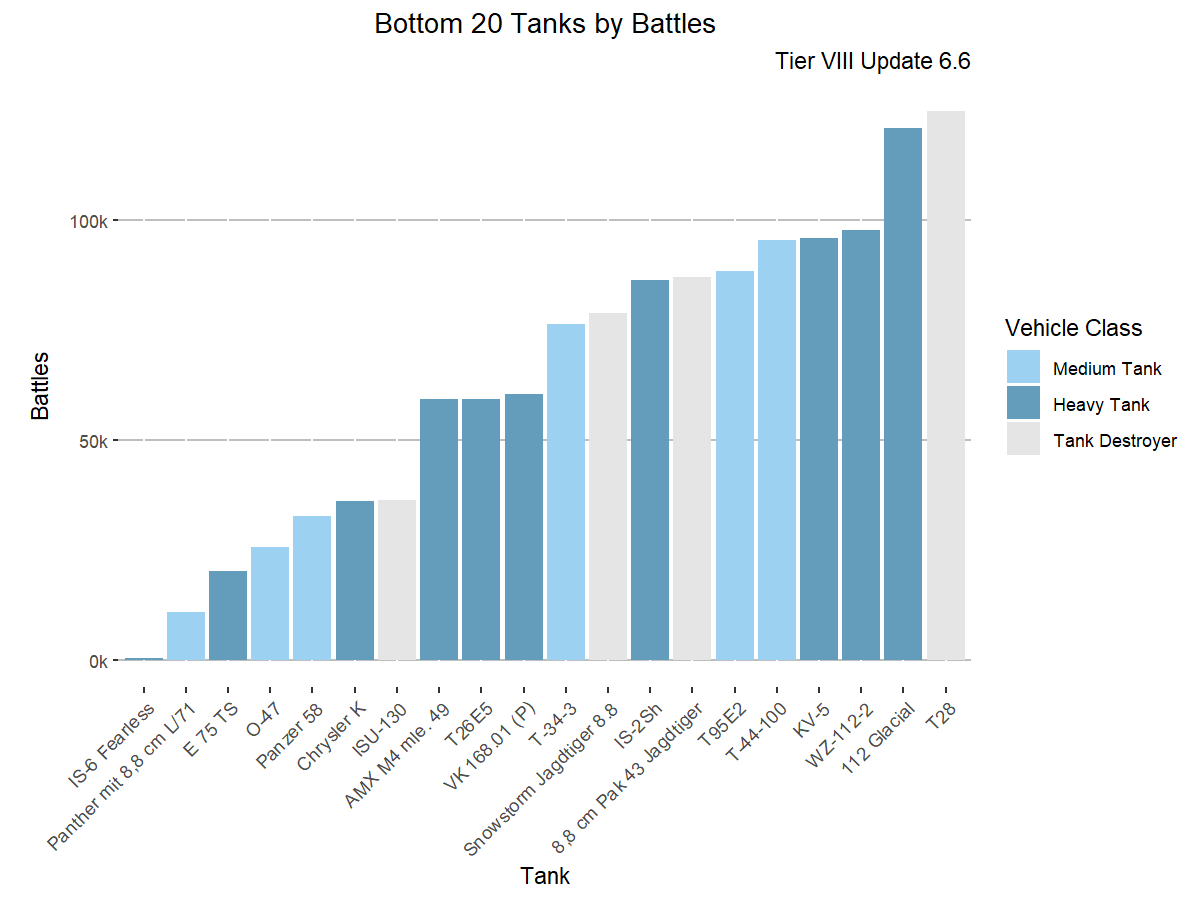 Bottom 20 Tanks by Battles
Tier VIII Update 6.6
Battles
100k
50k
0k
IS-6 Fearless
Panther mit 8,8 cm L/71
E 75 TS
O-47
Panzer 58
Chrysler K
ISU-130
AMX M4 mle. 49
T26E5
VK 168.01 (P)
T-34-3
Snowstorm Jagdtiger 8.8
IS-2Sh
8,8 cm Pak 43 Jagdtiger
T95E2
T-44-100
KV-5
WZ-112-2
112 Glacial
T28
Tank
Vehicle Class
Medium Tank
Heavy Tank
Tank Destroyer